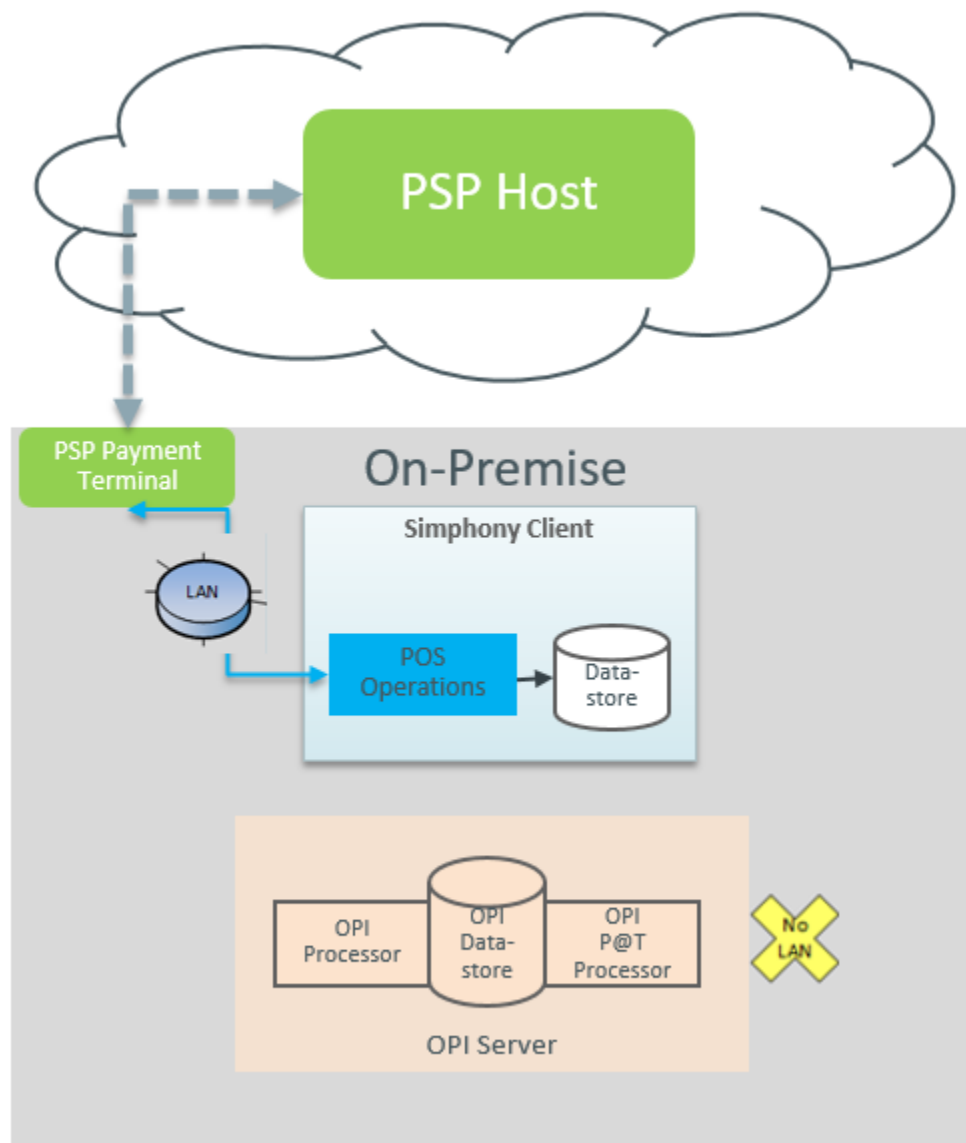 PSP Host
PSP Payment
Terminal
On-Premise
Simphony Client
LAN
POS
Operations
Data-
store
OPI
Processor
OPI
Data-
store
OPI
P@T
Processor
No
LAN
OPI Server